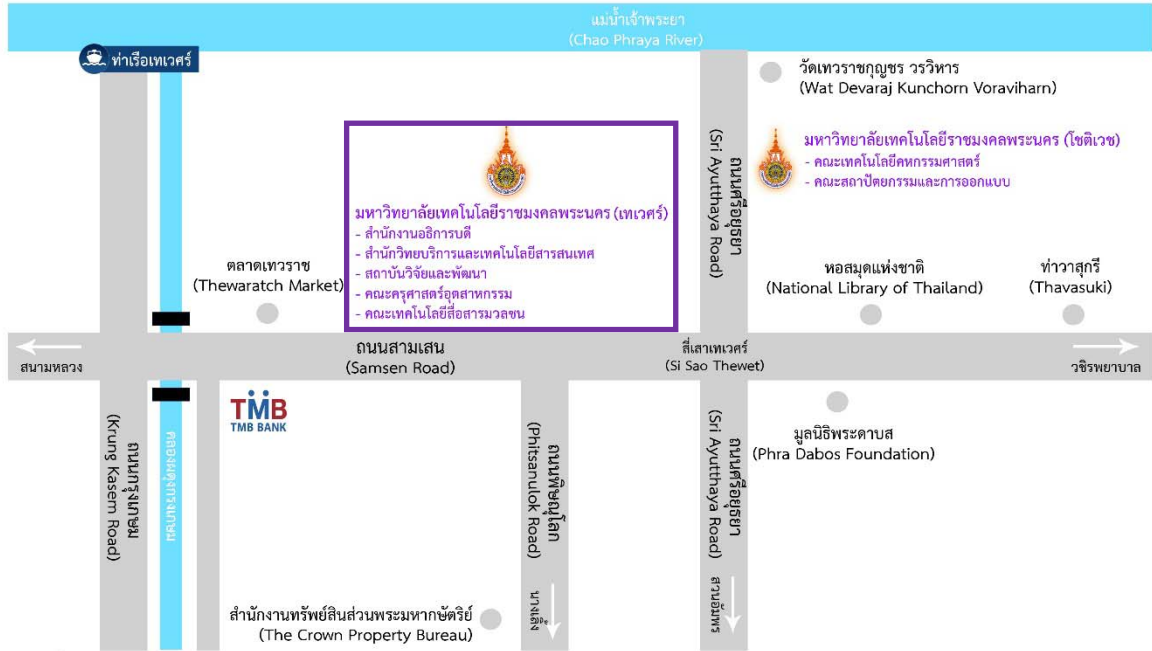 แม่น้ำเจ้าพระยา
(Chao Phraya River)
ท่าเรือเทเวศร์
วัดเทวราชกุญชร วรวิหาร
(Wat Devaraj Kunchorn Voraviharn)
ถนนศรีอยุธยา
(Sri Ayutthaya Road)
มหาวิทยาลัยเทคโนโลยีราชมงคลพระนคร (โชติเวช)
- คณะเทคโนโลยีคหกรรมศาสตร์
- คณะสถาปัตยกรรมและการออกแบบ
มหาวิทยาลัยเทคโนโลยีราชมงคลพระนคร (เทเวศร์)
- สำนักงานอธิการบดี
- สำนักวิทยบริการและเทคโนโลยีสารสนเทศ
- สถาบันวิจัยและพัฒนา
- คณะครุศาสตร์อุตสาหกรรม
- คณะเทคโนโลยีสื่อสารมวลชน
ตลาดเทวราช
(Thewaratch Market)
หอสมุดแห่งชาติ
(National Library of Thailand)
ท่าวาสุกรี
(Thavasuki)
สนามหลวง
ถนนสามเสน
(Samsen Road)
สี่เสาเทเวศร์
(Si Sao Thewet)
วชิรพยาบาล
ถนนกรุงเกษม
(Krung Kasem Road)
คลองผดุงกรุงเกษม
TMB
TMB BANK
ถนนพิษณุโลก
(Phitsanulok Road)
นางเลิ้ง
ถนนศรีอยุธยา
(Sri Ayutthaya Road)
สวนอัมพร
มูลนิธิพระดาบส
(Phra Dabos Foundation)
สำนักงานทรัพย์สินส่วนพระมหากษัตริย์
(The Crown Property Bureau)